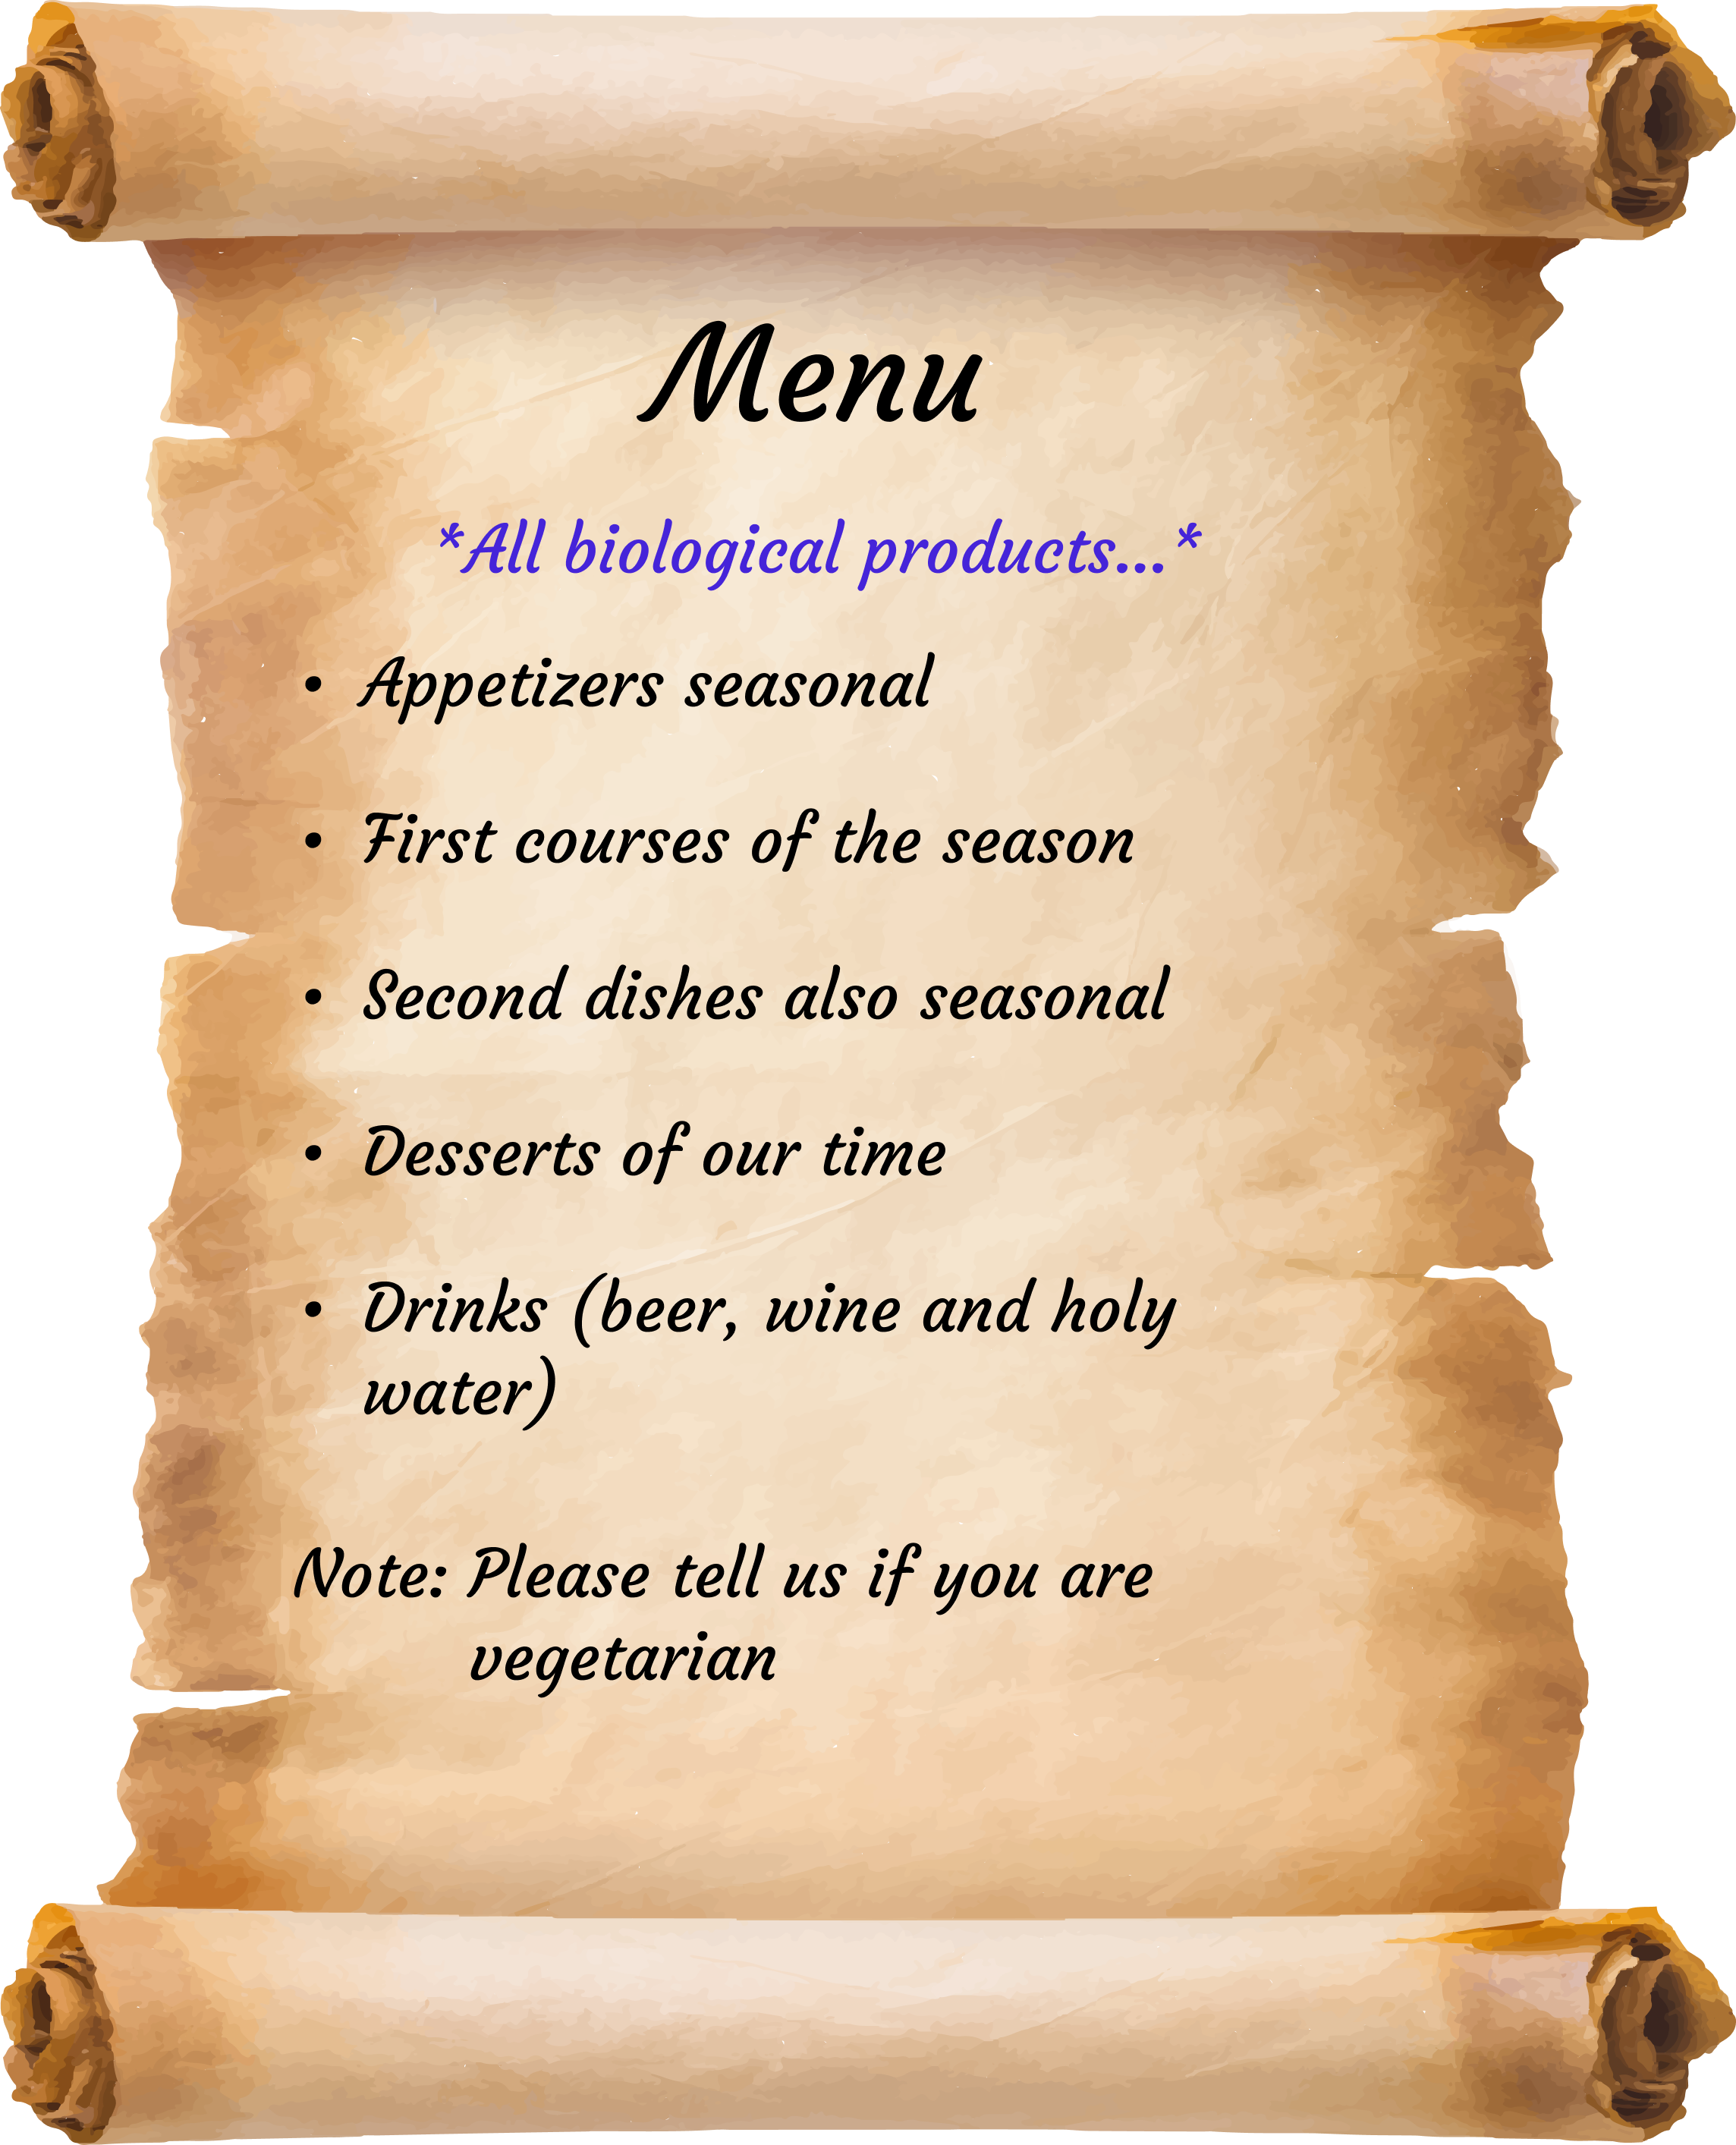 Menu
*All biological products...*
• Appetizers seasonal
• First courses of the season
• Second dishes also seasonal
• Desserts of our time
• Drinks (beer, wine and holy
water)
Note: Please tell us if you are
vegetarian